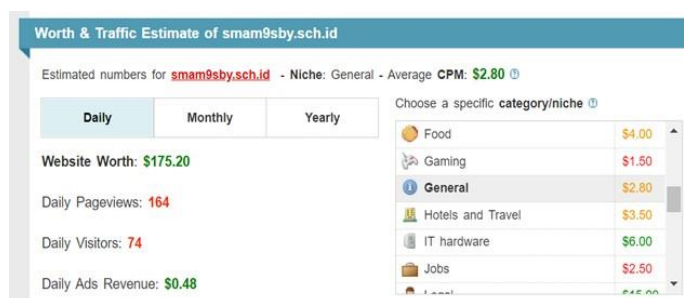 Worth & Traffic Estimate of smam9sby.sch.id
Estimated numbers for smam9sby.sch.id - Niche: General - Average CPM: $2.80
Daily Monthly Yearly
Website Worth: $175.20
Daily Pageviews: 164
Daily Visitors: 74
Daily Ads Revenue: $0.48
Choose a specific category/niche
Food $4.00
Gaming $1.50
General $2.80
Hotels and Travel $3.50
IT hardware $6.00
Jobs $2.50